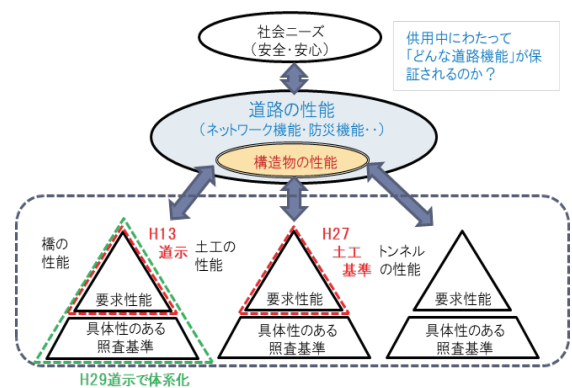 社会ニーズ
（安全・安心）
供用中にわたって
「どんな道路機能」が保
証されるのか？
道路の性能
（ネットワーク機能・防災機能・・）
構造物の性能
橋の
性能
H13
道示
土工の
性能
H27
土工
基準
トンネル
の性能
要求性能
要求性能
要求性能
具体性のある
照査基準
具体性のある
照査基準
具体性のある
照査基準
H29道示で体系化